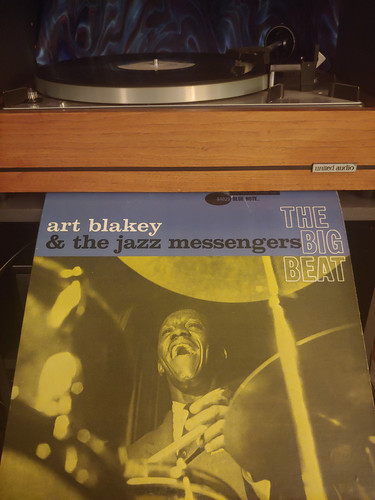 united audio
BLUE NOTE
THE
art blakey
BIG
& the jazz messengers
BEAT